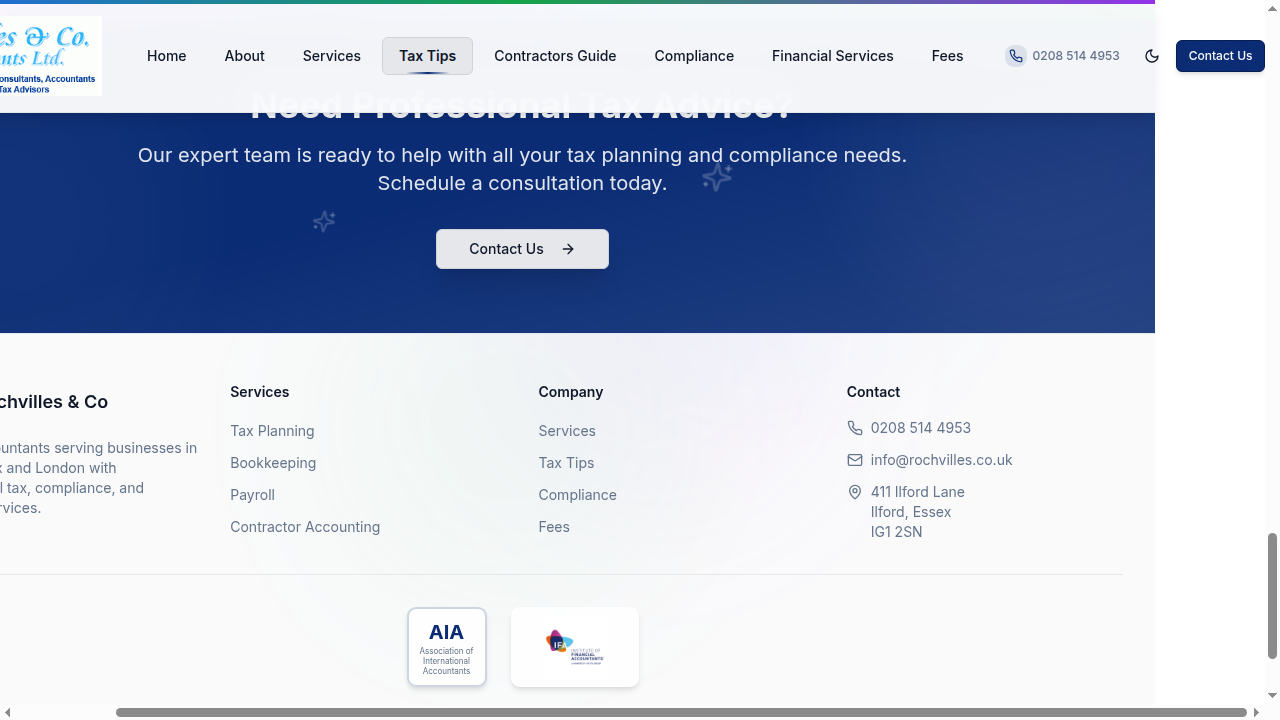 es & Co.
ants Ltd.
onsultants, Accountants
Tax Advisors
Home
About
Services
Tax Tips
Contractors Guide
Compliance
Financial Services
Fees
0208 514 4953
Contact Us
Need Professional Tax Advice?
Our expert team is ready to help with all your tax planning and compliance needs.
Schedule a consultation today.
Contact Us
chvilles & Co
ountants serving businesses in
x and London with
l tax, compliance, and
rvices.
Services
Tax Planning
Bookkeeping
Payroll
Contractor Accounting
Company
Services
Tax Tips
Compliance
Fees
Contact
0208 514 4953
info@rochvilles.co.uk
411 Ilford Lane
Ilford, Essex
IG1 2SN
AIA
Association of
International
Accountants
IFA
INSTITUTE OF
FINANCIAL
ACCOUNTANTS